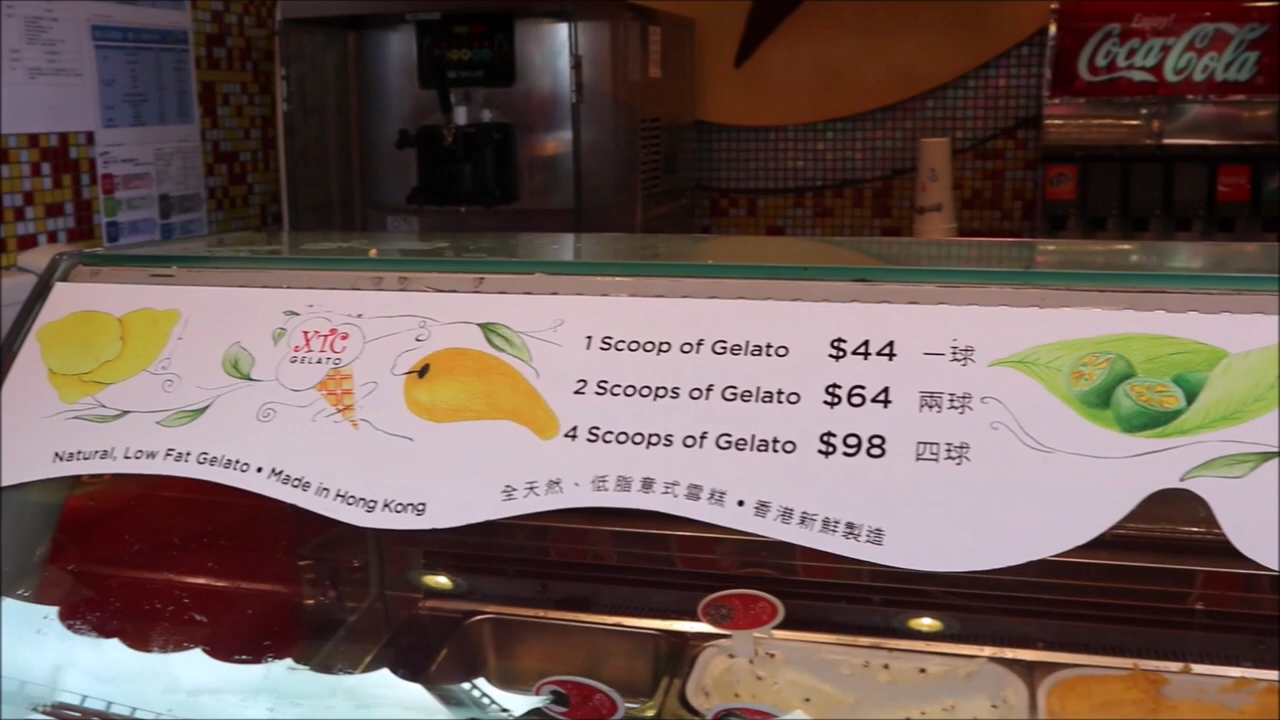 Enjoy!
Coca-Cola
XTC
GELATO
1 Scoop of Gelato $44 一球
2 Scoops of Gelato $64 兩球
4 Scoops of Gelato $98 四球
Natural, Low Fat Gelato • Made in Hong Kong
全天然、低脂意式雪糕 • 香港新鮮製造